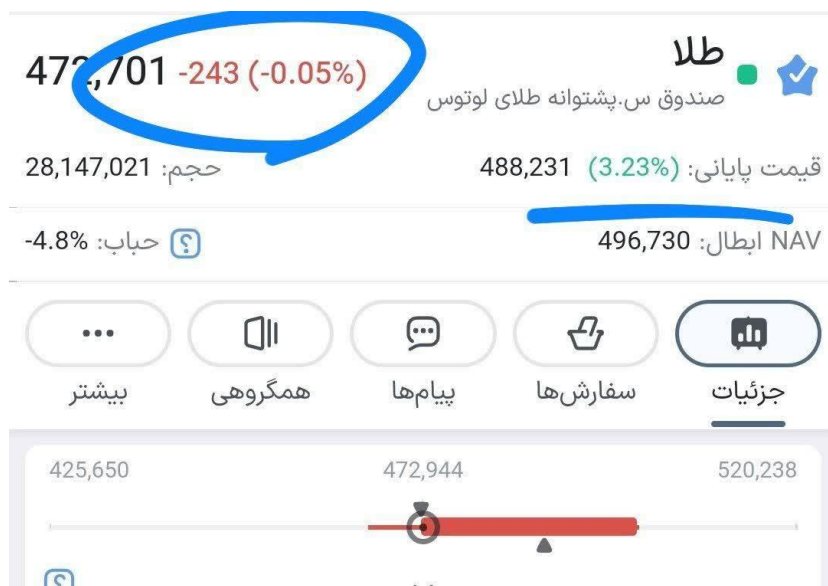 طلا
472,701 -243 (-0.05%)
صندوق س.پشتوانه طلای لوتوس
قیمت پایانی: 488,231 (3.23%)
حجم: 28,147,021
NAV ابطال: 496,730
حباب: -4.8%
جزئیات
سفارش‌ها
پیام‌ها
همگروهی
بیشتر
425,650 472,944 520,238